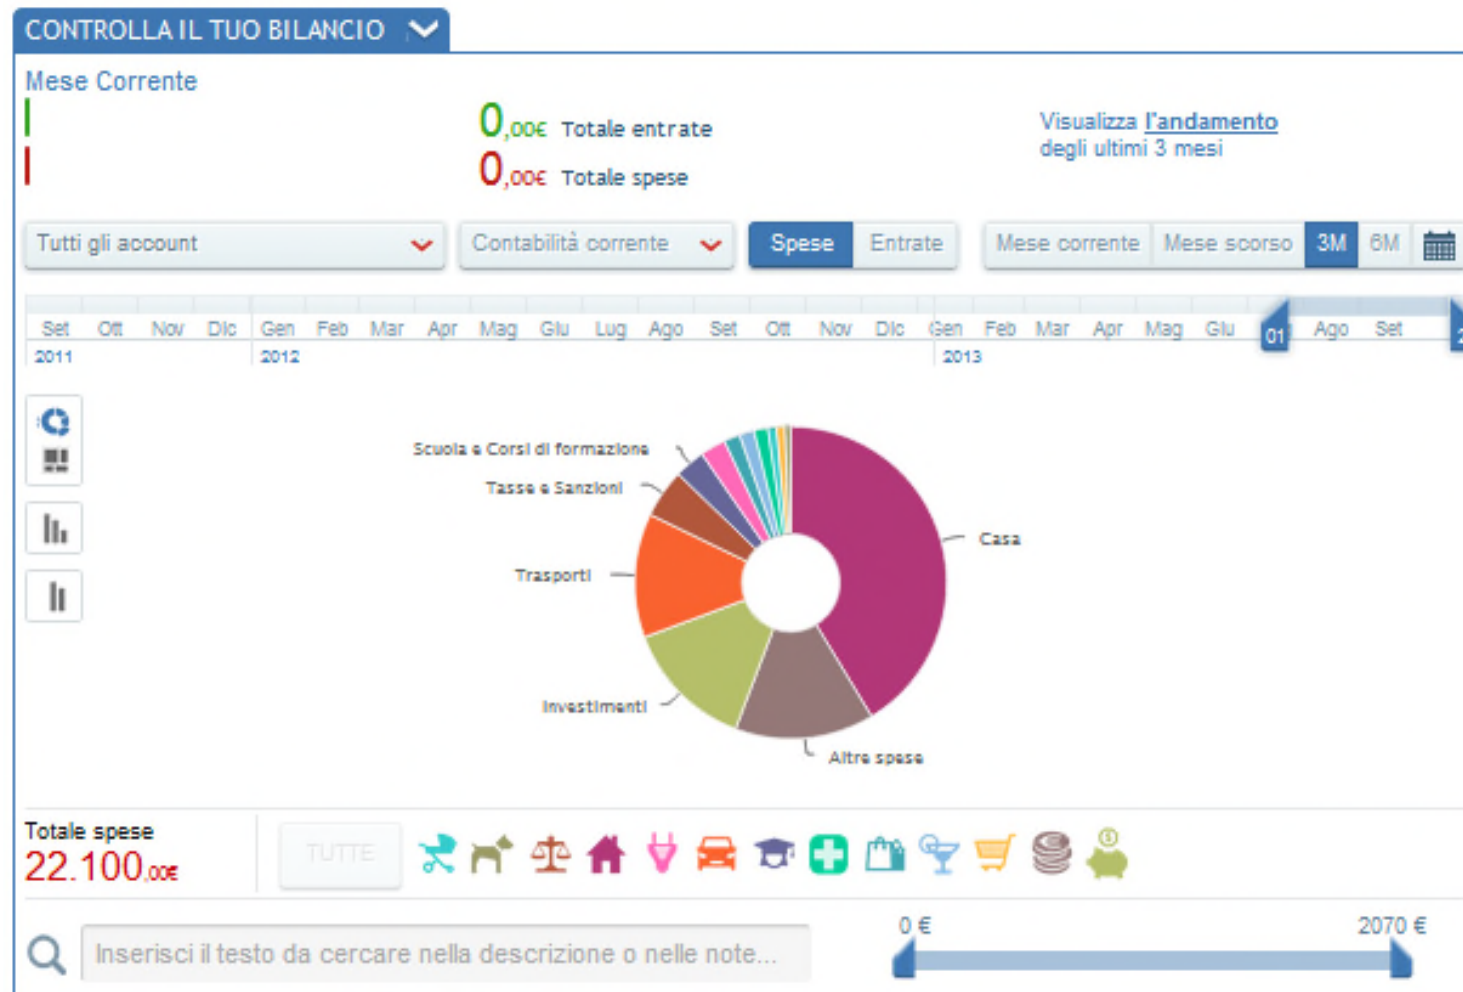 CONTROLLA IL TUO BILANCIO
Mese Corrente
0,00€ Totale entrate
0,00€ Totale spese
Visualizza l'andamento
degli ultimi 3 mesi
Tutti gli account
Contabilità corrente
Spese Entrate
Mese corrente Mese scorso 3M 6M
Set Ott Nov Dic Gen Feb Mar Apr Mag Giu Lug Ago Set Ott Nov Dic Gen Feb Mar Apr Mag Giu 01 Ago Set 2
2011 2012 2013
Scuola e Corsi di formazione
Tasse e Sanzioni
Casa
Trasporti
Investimenti
Altre spese
Totale spese
22.100,00€
TUTTE
0 € 2070 €
Inserisci il testo da cercare nella descrizione o nelle note...